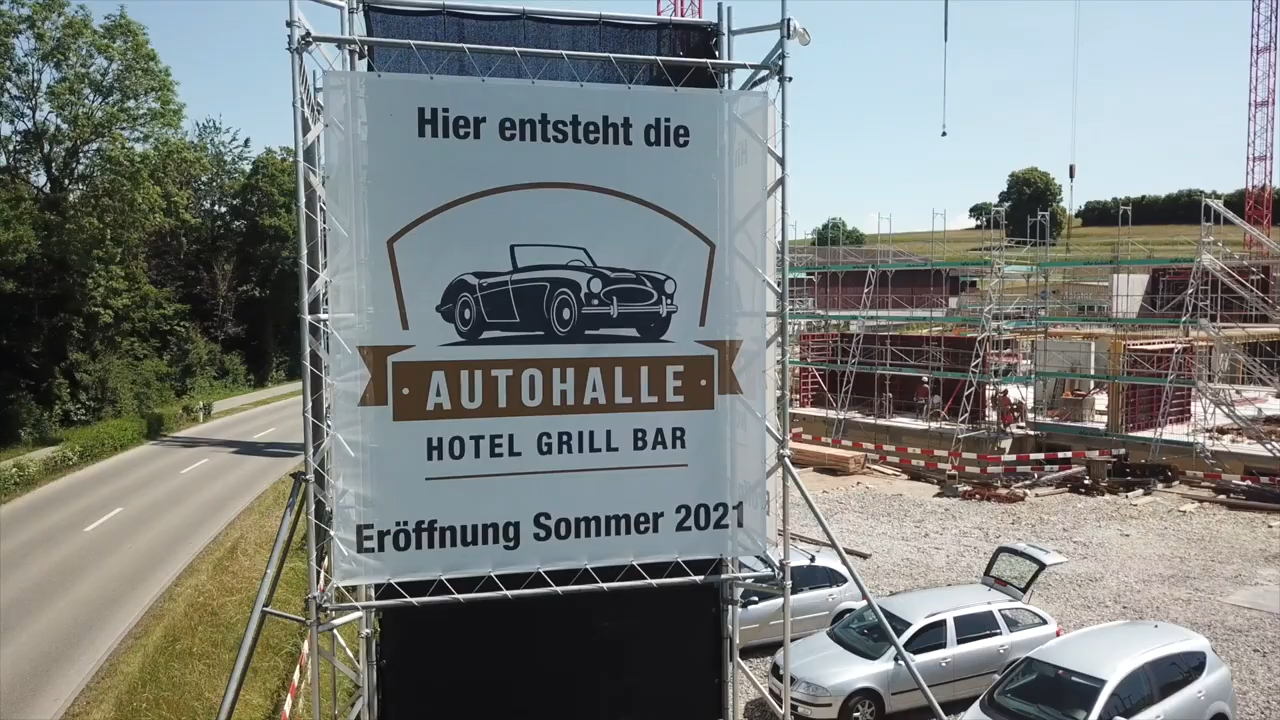 Hier entsteht die
· AUTOHALLE ·
HOTEL GRILL BAR
Eröffnung Sommer 2021